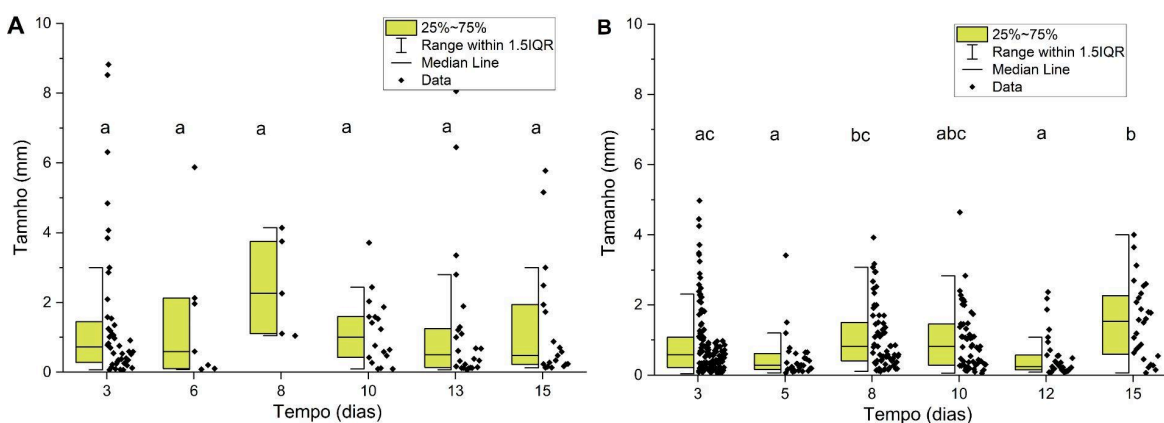 A
Tamnho (mm)
10
8
6
4
2
0
25%~75%
Range within 1.5IQR
Median Line
Data
a a a a a a
3 6 8 10 13 15
Tempo (dias)
B
Tamanho (mm)
10
8
6
4
2
0
25%~75%
Range within 1.5IQR
Median Line
Data
ac a bc abc a b
3 5 8 10 12 15
Tempo (dias)